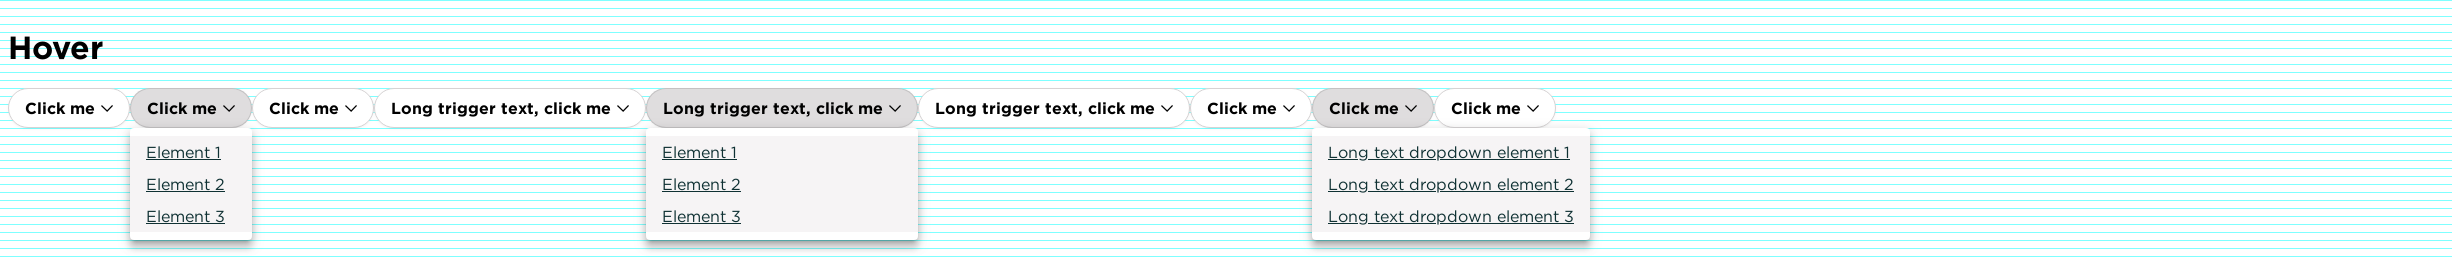 Hover
Click me Click me Click me Long trigger text, click me Long trigger text, click me Long trigger text, click me Click me Click me Click me
Element 1 Element 1 Long text dropdown element 1
Element 2 Element 2 Long text dropdown element 2
Element 3 Element 3 Long text dropdown element 3